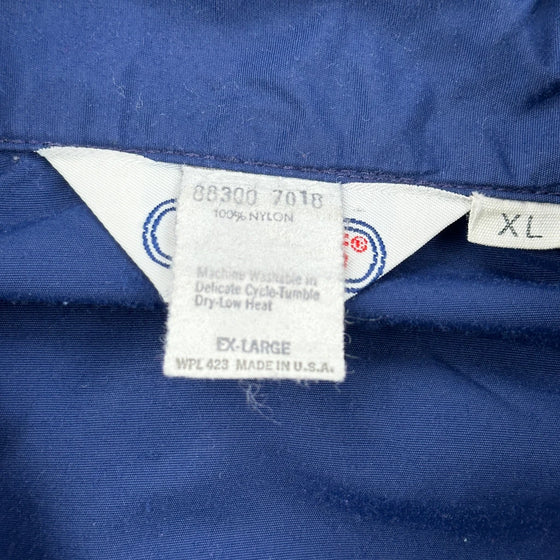 86300 7018
100% NYLON
Machine Washable in
Delicate Cycle-Tumble
Dry-Low Heat
EX-LARGE
WPL 423 MADE IN U.S.A.
XL